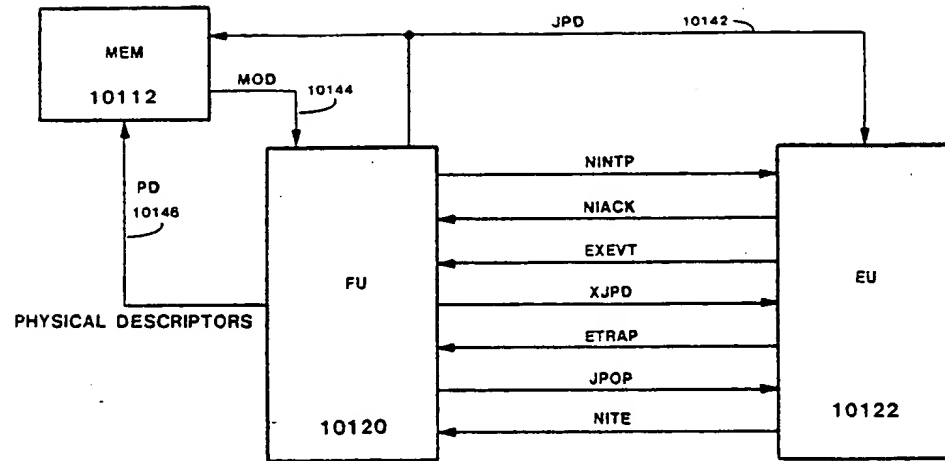 JPD
10142
MEM
10112
MOD
10144
PD
10146
PHYSICAL DESCRIPTORS
NINTP
NIACK
EXEVT
FU
XJPD
EU
ETRAP
JPOP
NITE
10120
10122